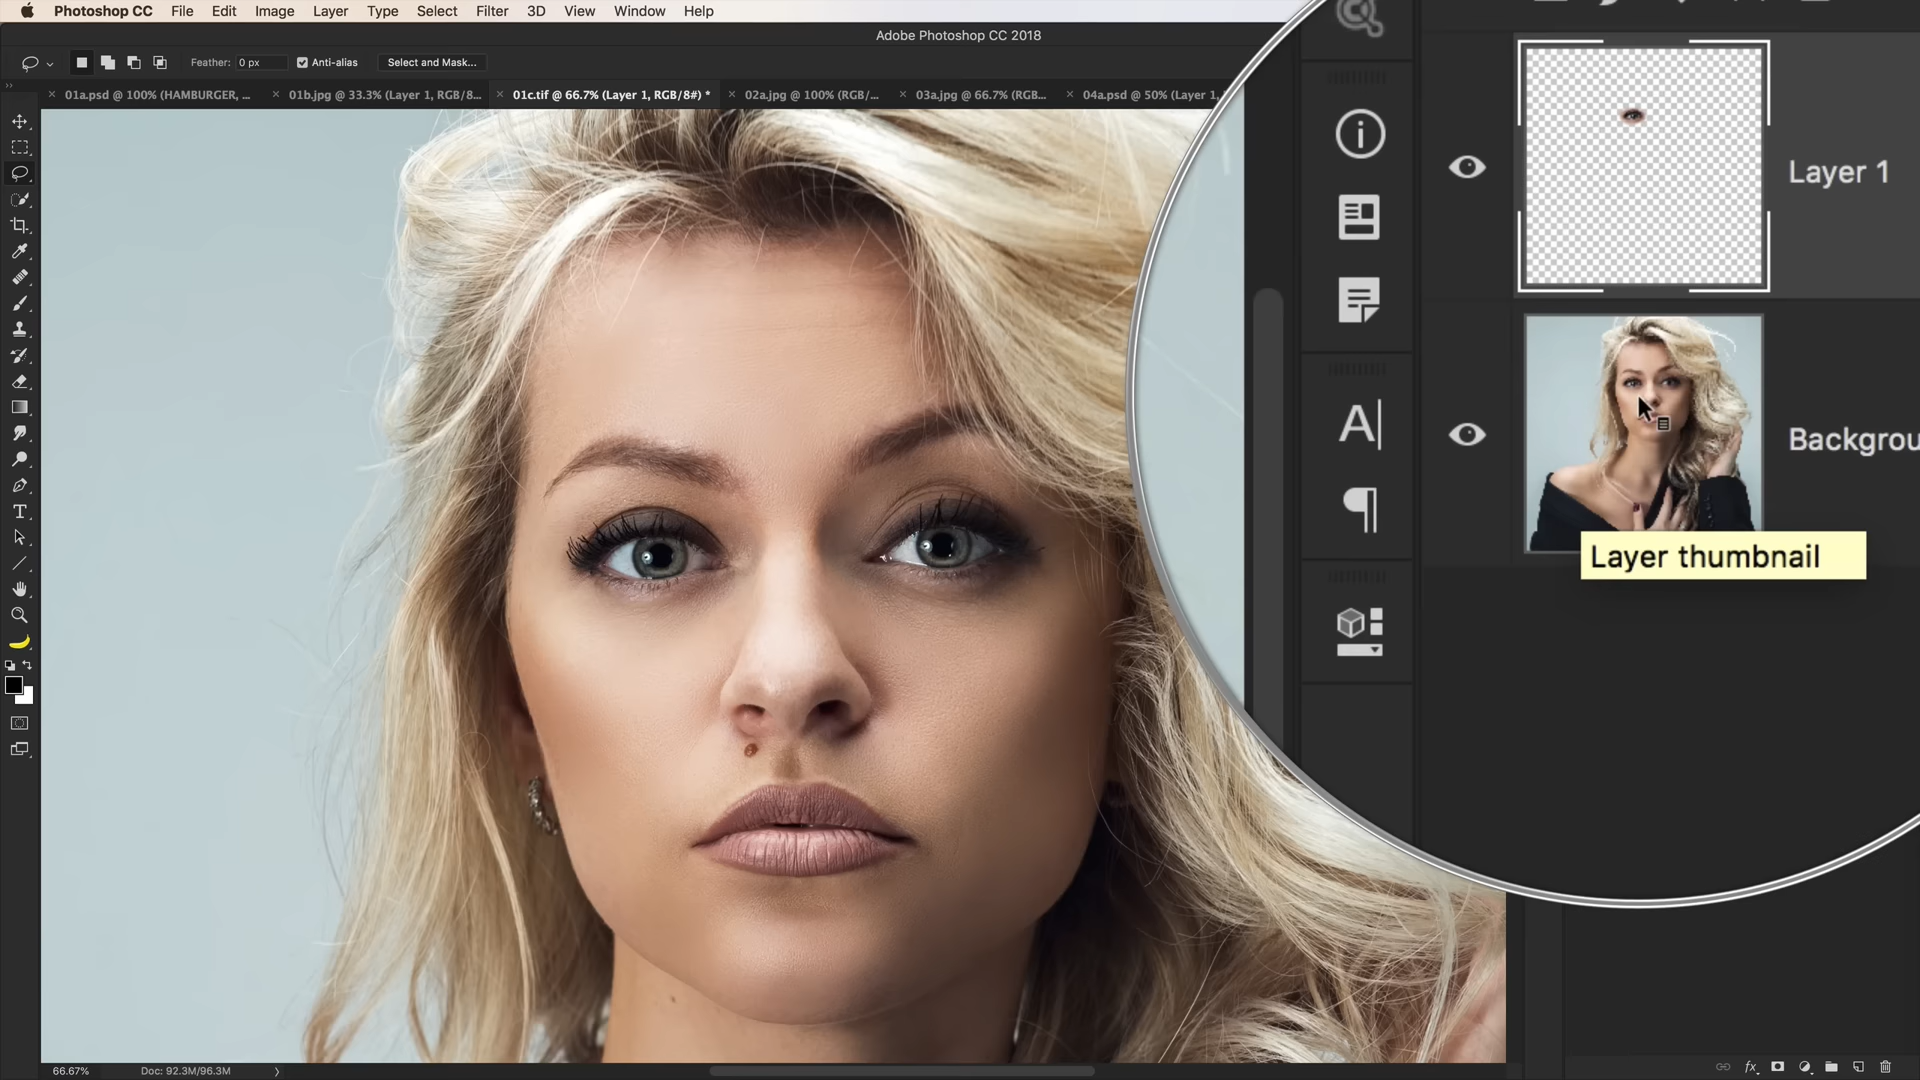 Photoshop CC File Edit Image Layer Type Select Filter 3D View Window Help
Adobe Photoshop CC 2018
Feather: 0 px Anti-alias Select and Mask...
01a.psd @ 100% (HAMBURGER, ... 01b.jpg @ 33.3% (Layer 1, RGB/8... 01c.tif @ 66.7% (Layer 1, RGB/8#) * 02a.jpg @ 100% (RGB/... 03a.jpg @ 66.7% (RGB... 04a.psd @ 50% (Layer 1,
Layer 1
Backgrou
Layer thumbnail
66.67% Doc: 92.3M/96.3M